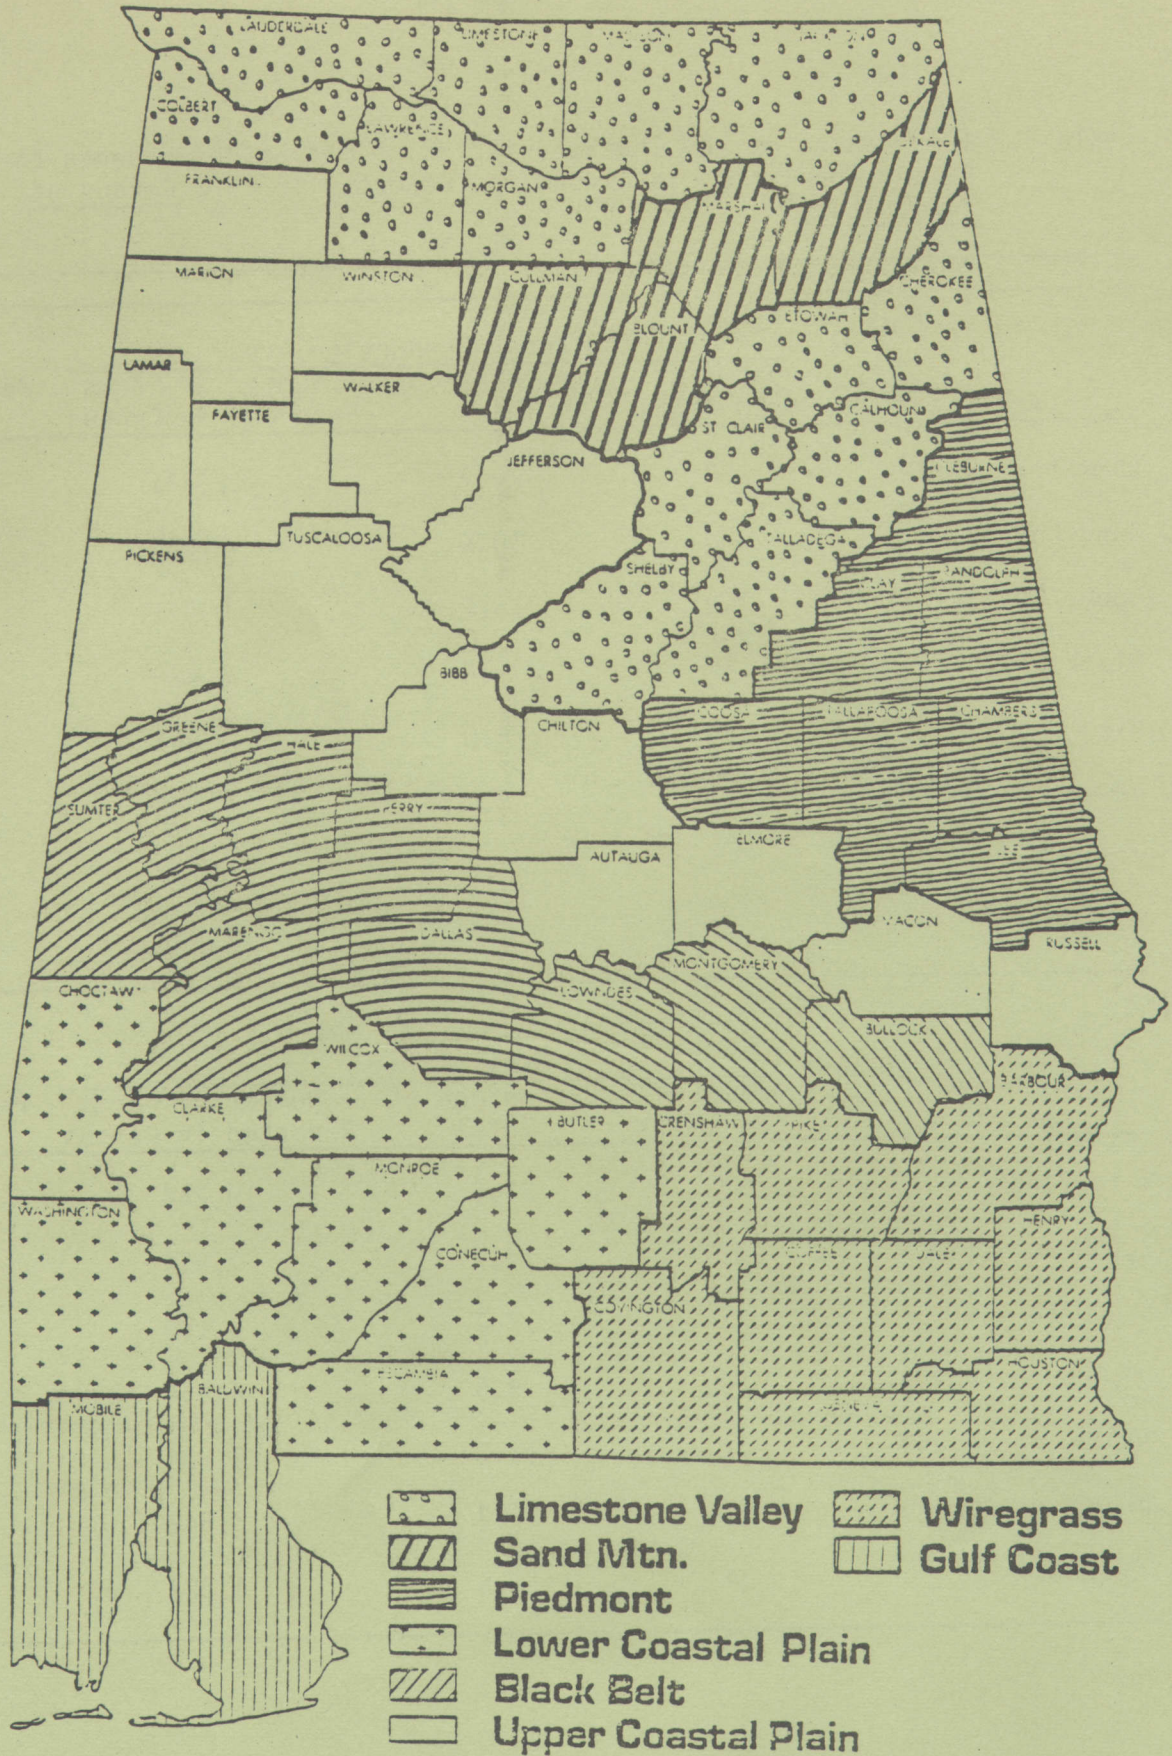 LAUDERDALE
LIMESTONE
MADISON
JACKSON
COLBERT
LAWRENCE
DEKALB
FRANKLIN
MORGAN
MARSHALL
MARION
WINSTON
CULLMAN
CHEROKEE
ETOWAH
BLOUNT
LAMAR
WALKER
FAYETTE
CALHOUN
ST CLAIR
JEFFERSON
CLEBURNE
TUSCALOOSA
TALLADEGA
PICKENS
SHELBY
RANDOLPH
CLAY
BIBB
COOSA
TALLAPOOSA
CHAMBERS
GREENE
CHILTON
HALE
SUMTER
PERRY
ELMORE
LEE
AUTAUGA
MACON
MARENGO
DALLAS
RUSSELL
MONTGOMERY
CHOCTAW
LOWNDES
BULLOCK
WILCOX
BARBOUR
CLARKE
BUTLER
CRENSHAW
PIKE
MONROE
WASHINGTON
HENRY
CONECUH
COFFEE
DALE
COVINGTON
HOUSTON
ESCAMBIA
BALDWIN
MOBILE
GENEVA
Limestone Valley
Sand Mtn.
Piedmont
Lower Coastal Plain
Black Belt
Upper Coastal Plain
Wiregrass
Gulf Coast